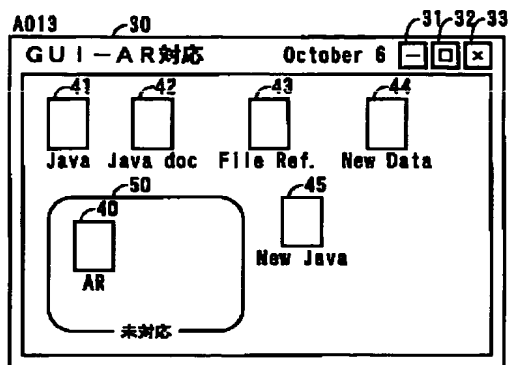 A013 30 31 32 33
GUI-AR対応 October 6 － □ ×
41 42 43 44
Java Java doc File Ref. New Data
50 45
40
AR New Java
未対応